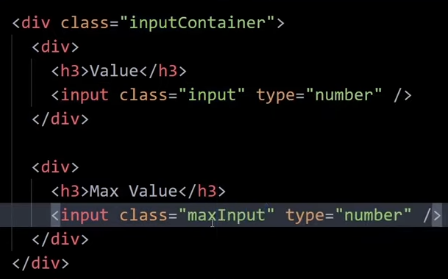 <div class="inputContainer">
<div>
<h3>Value</h3>
<input class="input" type="number" />
</div>
<div>
<h3>Max Value</h3>
<input class="maxInput" type="number" />
</div>
</div>